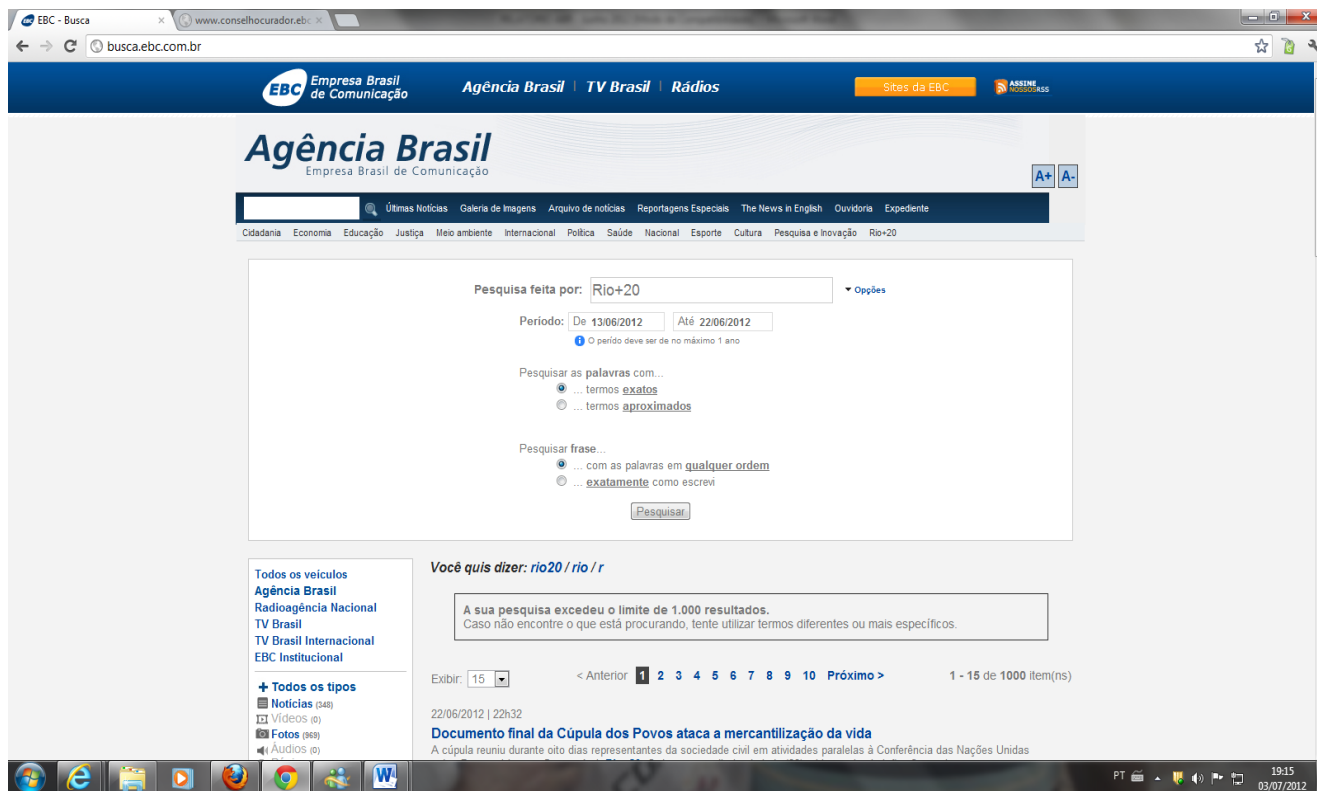 EBC - Busca
www.conselhocurador.ebc
busca.ebc.com.br
EBC Empresa Brasil de Comunicação
Agência Brasil | TV Brasil | Rádios
Sites da EBC
ASSINE NOSSOS RSS
Agência Brasil
Empresa Brasil de Comunicação
A+ A-
Últimas Notícias Galeria de Imagens Arquivo de notícias Reportagens Especiais The News in English Ouvidoria Expediente
Cidadania Economia Educação Justiça Meio ambiente Internacional Política Saúde Nacional Esporte Cultura Pesquisa e Inovação Rio+20
Pesquisa feita por: Rio+20 Opções
Período: De 13/06/2012 Até 22/06/2012
O perído deve ser de no máximo 1 ano
Pesquisar as palavras com...
... termos exatos
... termos aproximados
Pesquisar frase...
... com as palavras em qualquer ordem
... exatamente como escrevi
Pesquisar
Todos os veículos
Agência Brasil
Radioagência Nacional
TV Brasil
TV Brasil Internacional
EBC Institucional
+ Todos os tipos
Notícias (348)
Vídeos (0)
Fotos (969)
Áudios (0)
Você quis dizer: rio20 / rio / r
A sua pesquisa excedeu o limite de 1.000 resultados.
Caso não encontre o que está procurando, tente utilizar termos diferentes ou mais específicos.
Exibir: 15 < Anterior 1 2 3 4 5 6 7 8 9 10 Próximo > 1 - 15 de 1000 item(ns)
22/06/2012 | 22h32
Documento final da Cúpula dos Povos ataca a mercantilização da vida
A cúpula reuniu durante oito dias representantes da sociedade civil em atividades paralelas à Conferência das Nações Unidas
PT 19:15
03/07/2012